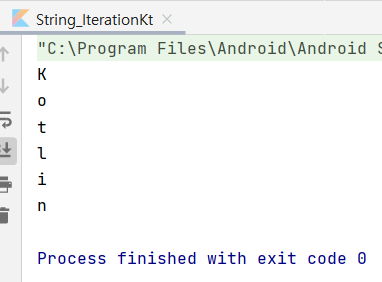 String_IterationKt
"C:\Program Files\Android\Android S
K
o
t
l
i
n
Process finished with exit code 0